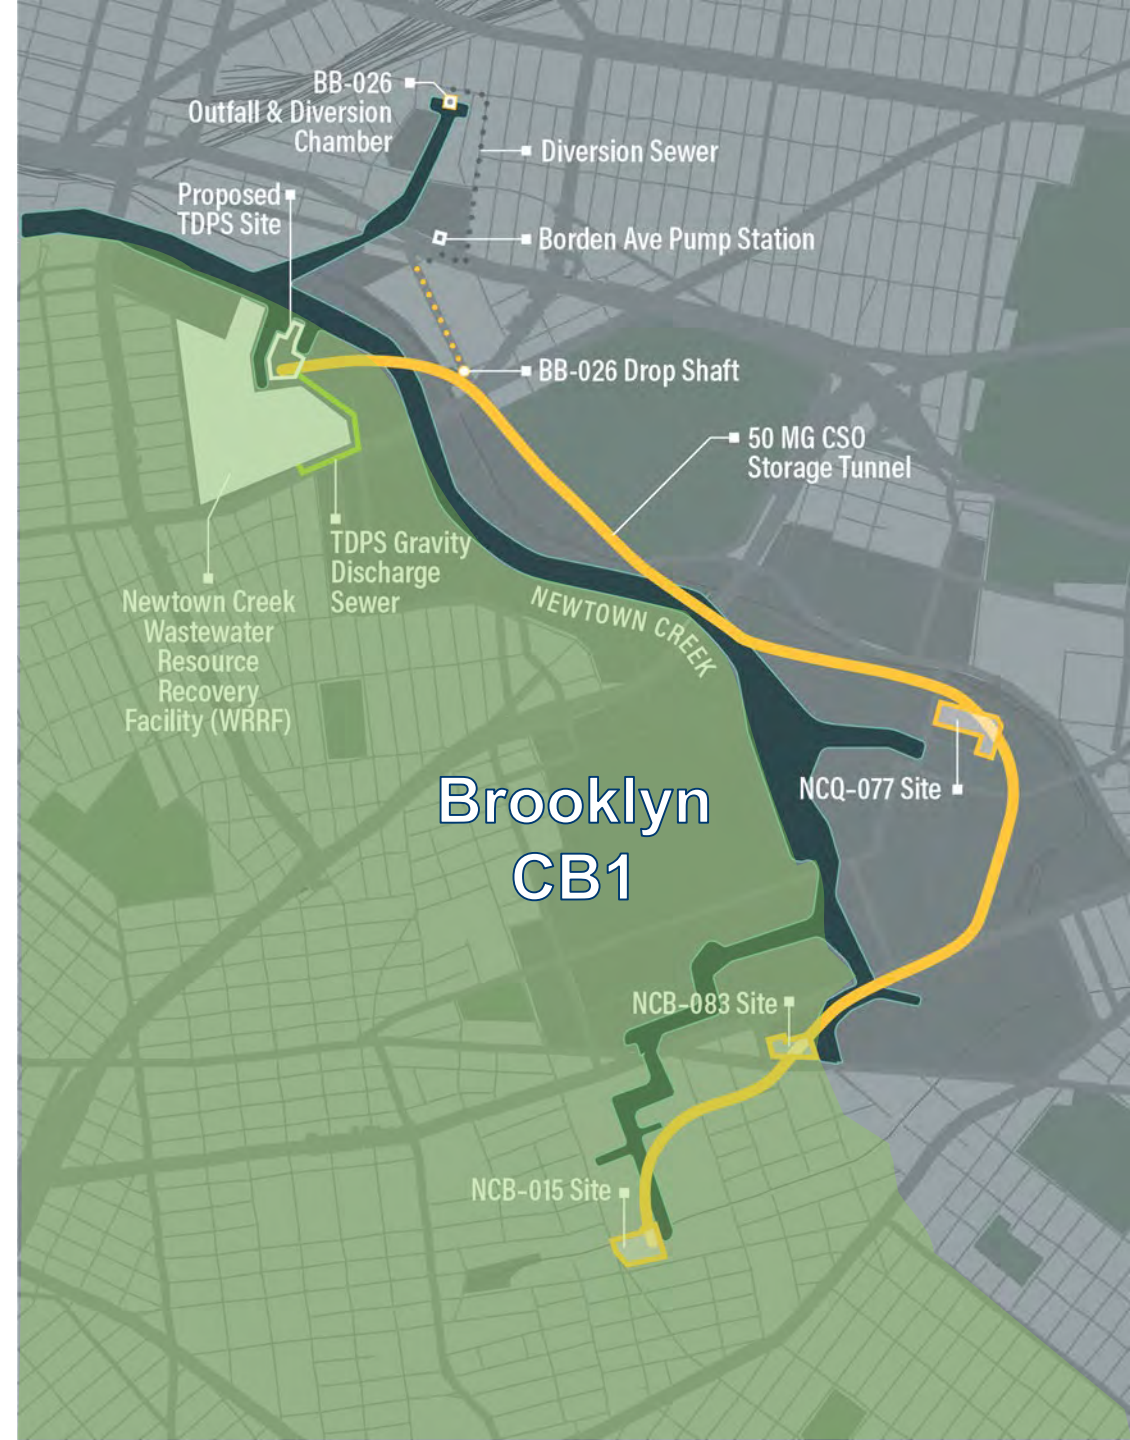 BB-026
Outfall & Diversion
Chamber
Diversion Sewer
Proposed
TDPS Site
Borden Ave Pump Station
BB-026 Drop Shaft
50 MG CSO
Storage Tunnel
TDPS Gravity
Discharge
Sewer
Newtown Creek
Wastewater
Resource
Recovery
Facility (WRRF)
NEWTOWN CREEK
NCQ-077 Site
Brooklyn
CB1
NCB-083 Site
NCB-015 Site